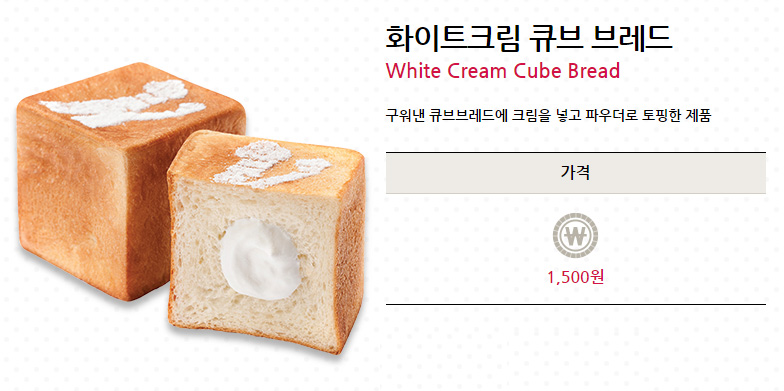 화이트크림 큐브 브레드
White Cream Cube Bread
구워낸 큐브브레드에 크림을 넣고 파우더로 토핑한 제품
가격
₩
1,500원